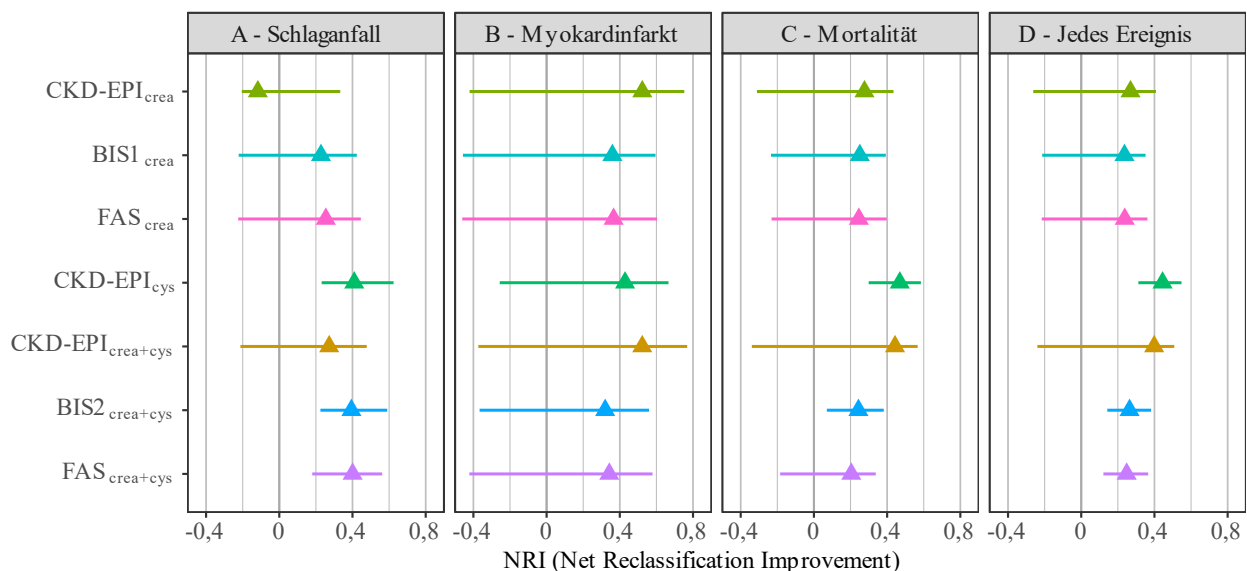 A - Schlaganfall
B - Myokardinfarkt
C - Mortalität
D - Jedes Ereignis
CKD-EPIcrea
BIS1 crea
FAS crea
CKD-EPIcys
CKD-EPIcrea+cys
BIS2 crea+cys
FAS crea+cys
-0,4 0 0,4 0,8 -0,4 0 0,4 0,8 -0,4 0 0,4 0,8 -0,4 0 0,4 0,8
NRI (Net Reclassification Improvement)